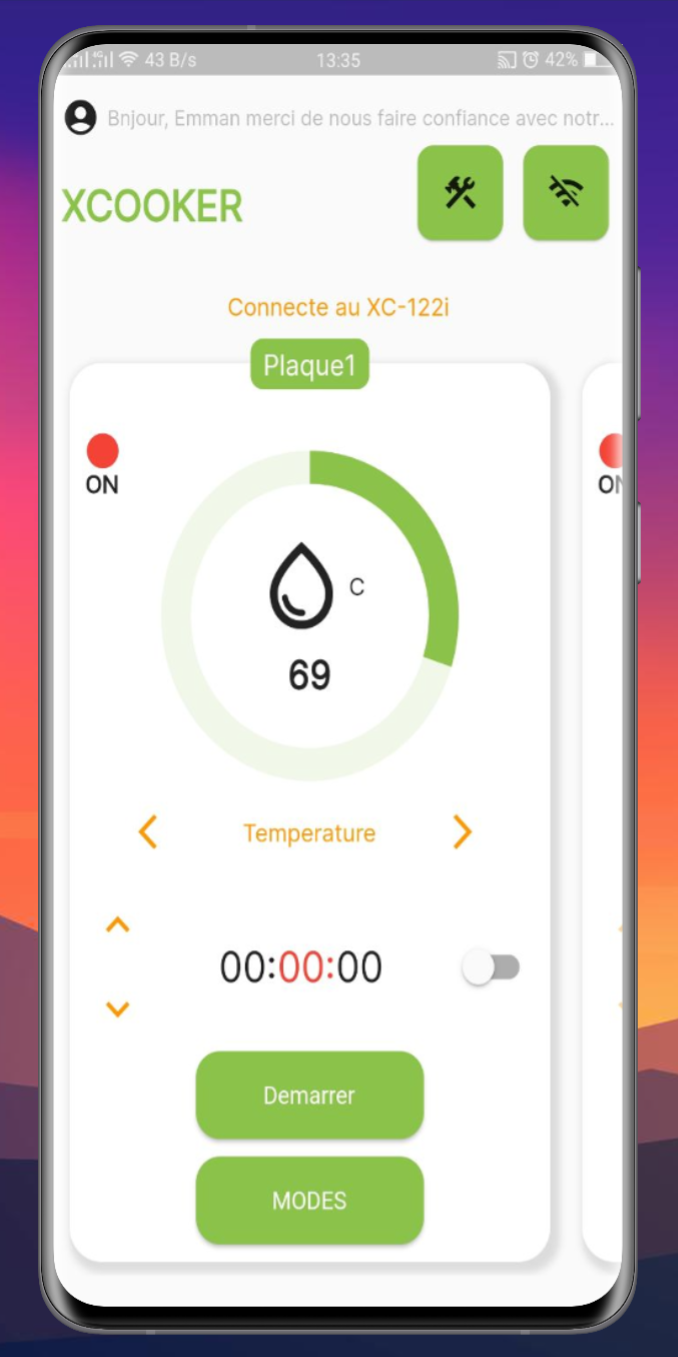 43 B/s 13:35 42%
Bnjour, Emman merci de nous faire confiance avec notr...
XCOOKER
Connecte au XC-122i
Plaque1
ON
ON
C
69
Temperature
00:00:00
Demarrer
MODES